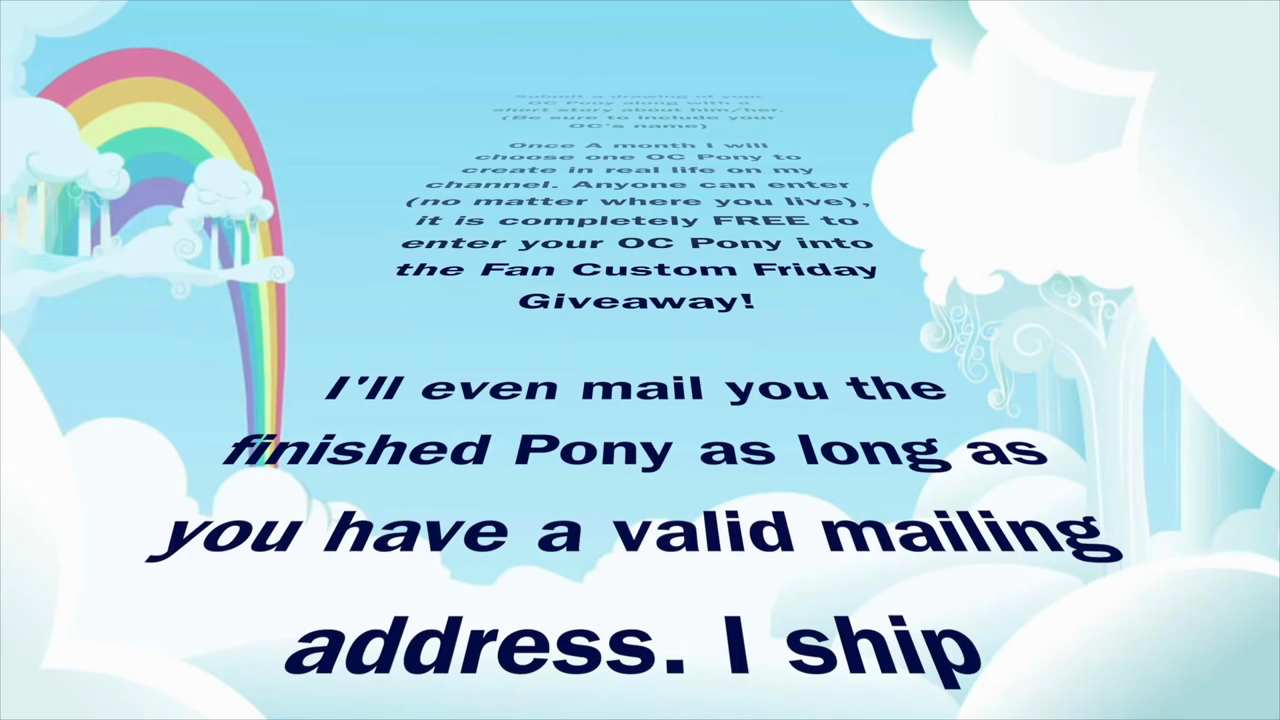 Submit a drawing of your
OC Pony along with a
short story about him/her.
(Be sure to include your
OC's name)
Once A month I will
choose one OC Pony to
create in real life on my
channel. Anyone can enter
(no matter where you live),
it is completely FREE to
enter your OC Pony into
the Fan Custom Friday
Giveaway!
I'll even mail you the
finished Pony as long as
you have a valid mailing
address. I ship